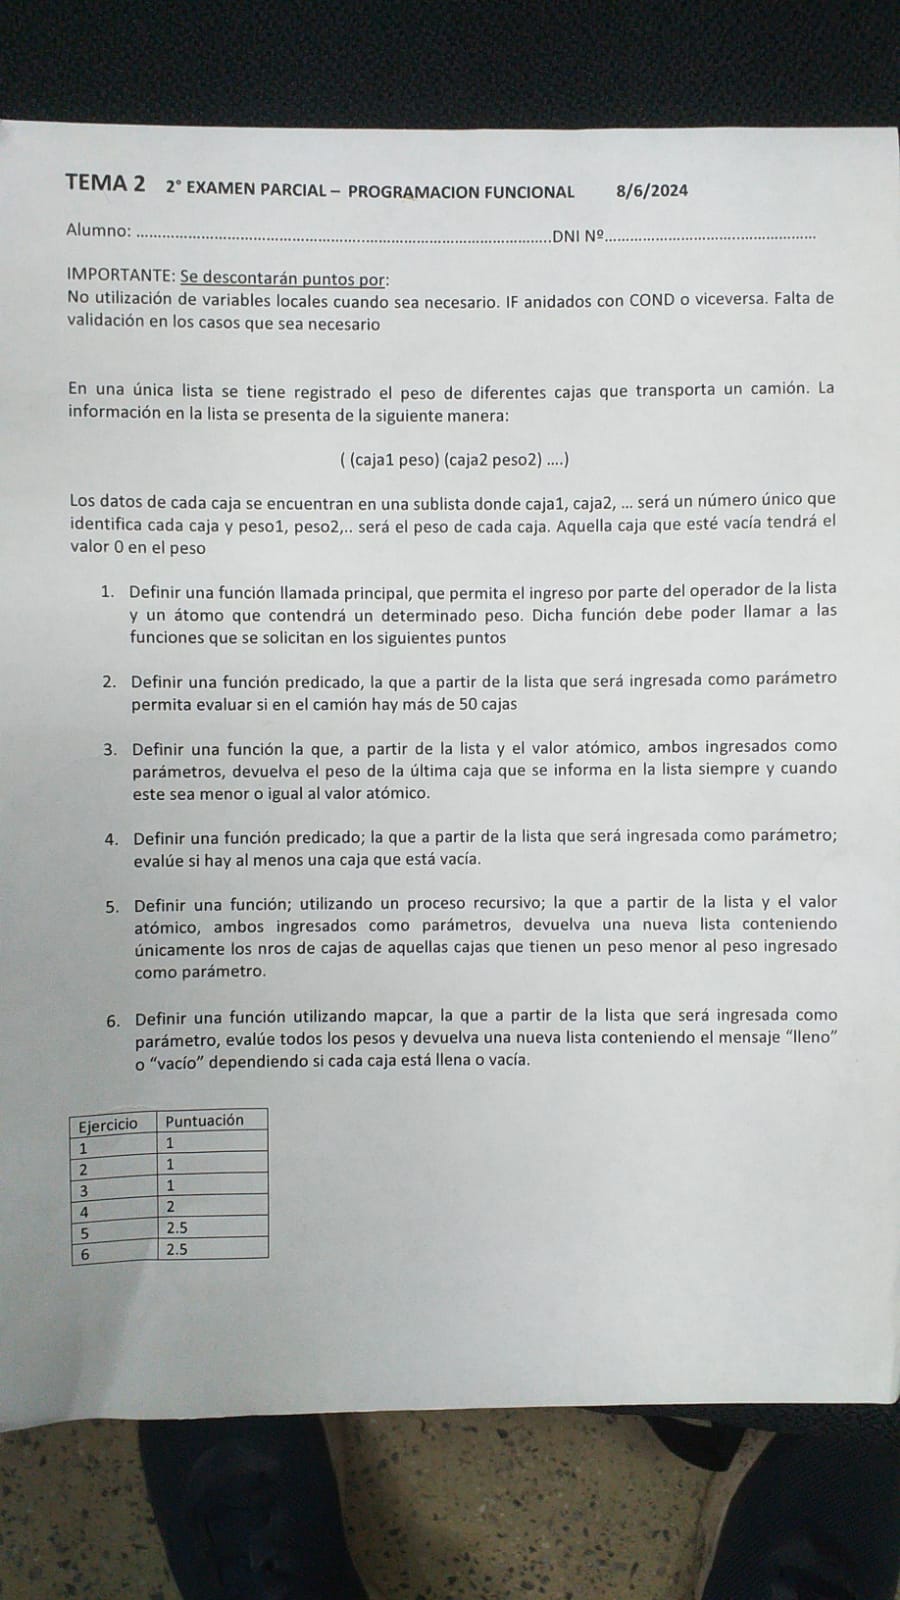 TEMA 2 2° EXAMEN PARCIAL – PROGRAMACION FUNCIONAL 8/6/2024
Alumno: ................................................................................................DNI Nº..................................................
IMPORTANTE: Se descontarán puntos por:
No utilización de variables locales cuando sea necesario. IF anidados con COND o viceversa. Falta de
validación en los casos que sea necesario
En una única lista se tiene registrado el peso de diferentes cajas que transporta un camión. La
información en la lista se presenta de la siguiente manera:
( (caja1 peso) (caja2 peso2) ....)
Los datos de cada caja se encuentran en una sublista donde caja1, caja2, ... será un número único que
identifica cada caja y peso1, peso2,.. será el peso de cada caja. Aquella caja que esté vacía tendrá el
valor 0 en el peso
1. Definir una función llamada principal, que permita el ingreso por parte del operador de la lista
y un átomo que contendrá un determinado peso. Dicha función debe poder llamar a las
funciones que se solicitan en los siguientes puntos
2. Definir una función predicado, la que a partir de la lista que será ingresada como parámetro
permita evaluar si en el camión hay más de 50 cajas
3. Definir una función la que, a partir de la lista y el valor atómico, ambos ingresados como
parámetros, devuelva el peso de la última caja que se informa en la lista siempre y cuando
este sea menor o igual al valor atómico.
4. Definir una función predicado; la que a partir de la lista que será ingresada como parámetro;
evalúe si hay al menos una caja que está vacía.
5. Definir una función; utilizando un proceso recursivo; la que a partir de la lista y el valor
atómico, ambos ingresados como parámetros, devuelva una nueva lista conteniendo
únicamente los nros de cajas de aquellas cajas que tienen un peso menor al peso ingresado
como parámetro.
6. Definir una función utilizando mapcar, la que a partir de la lista que será ingresada como
parámetro, evalúe todos los pesos y devuelva una nueva lista conteniendo el mensaje “lleno”
o “vacío” dependiendo si cada caja está llena o vacía.
Ejercicio Puntuación
1 1
2 1
3 1
4 2
5 2.5
6 2.5